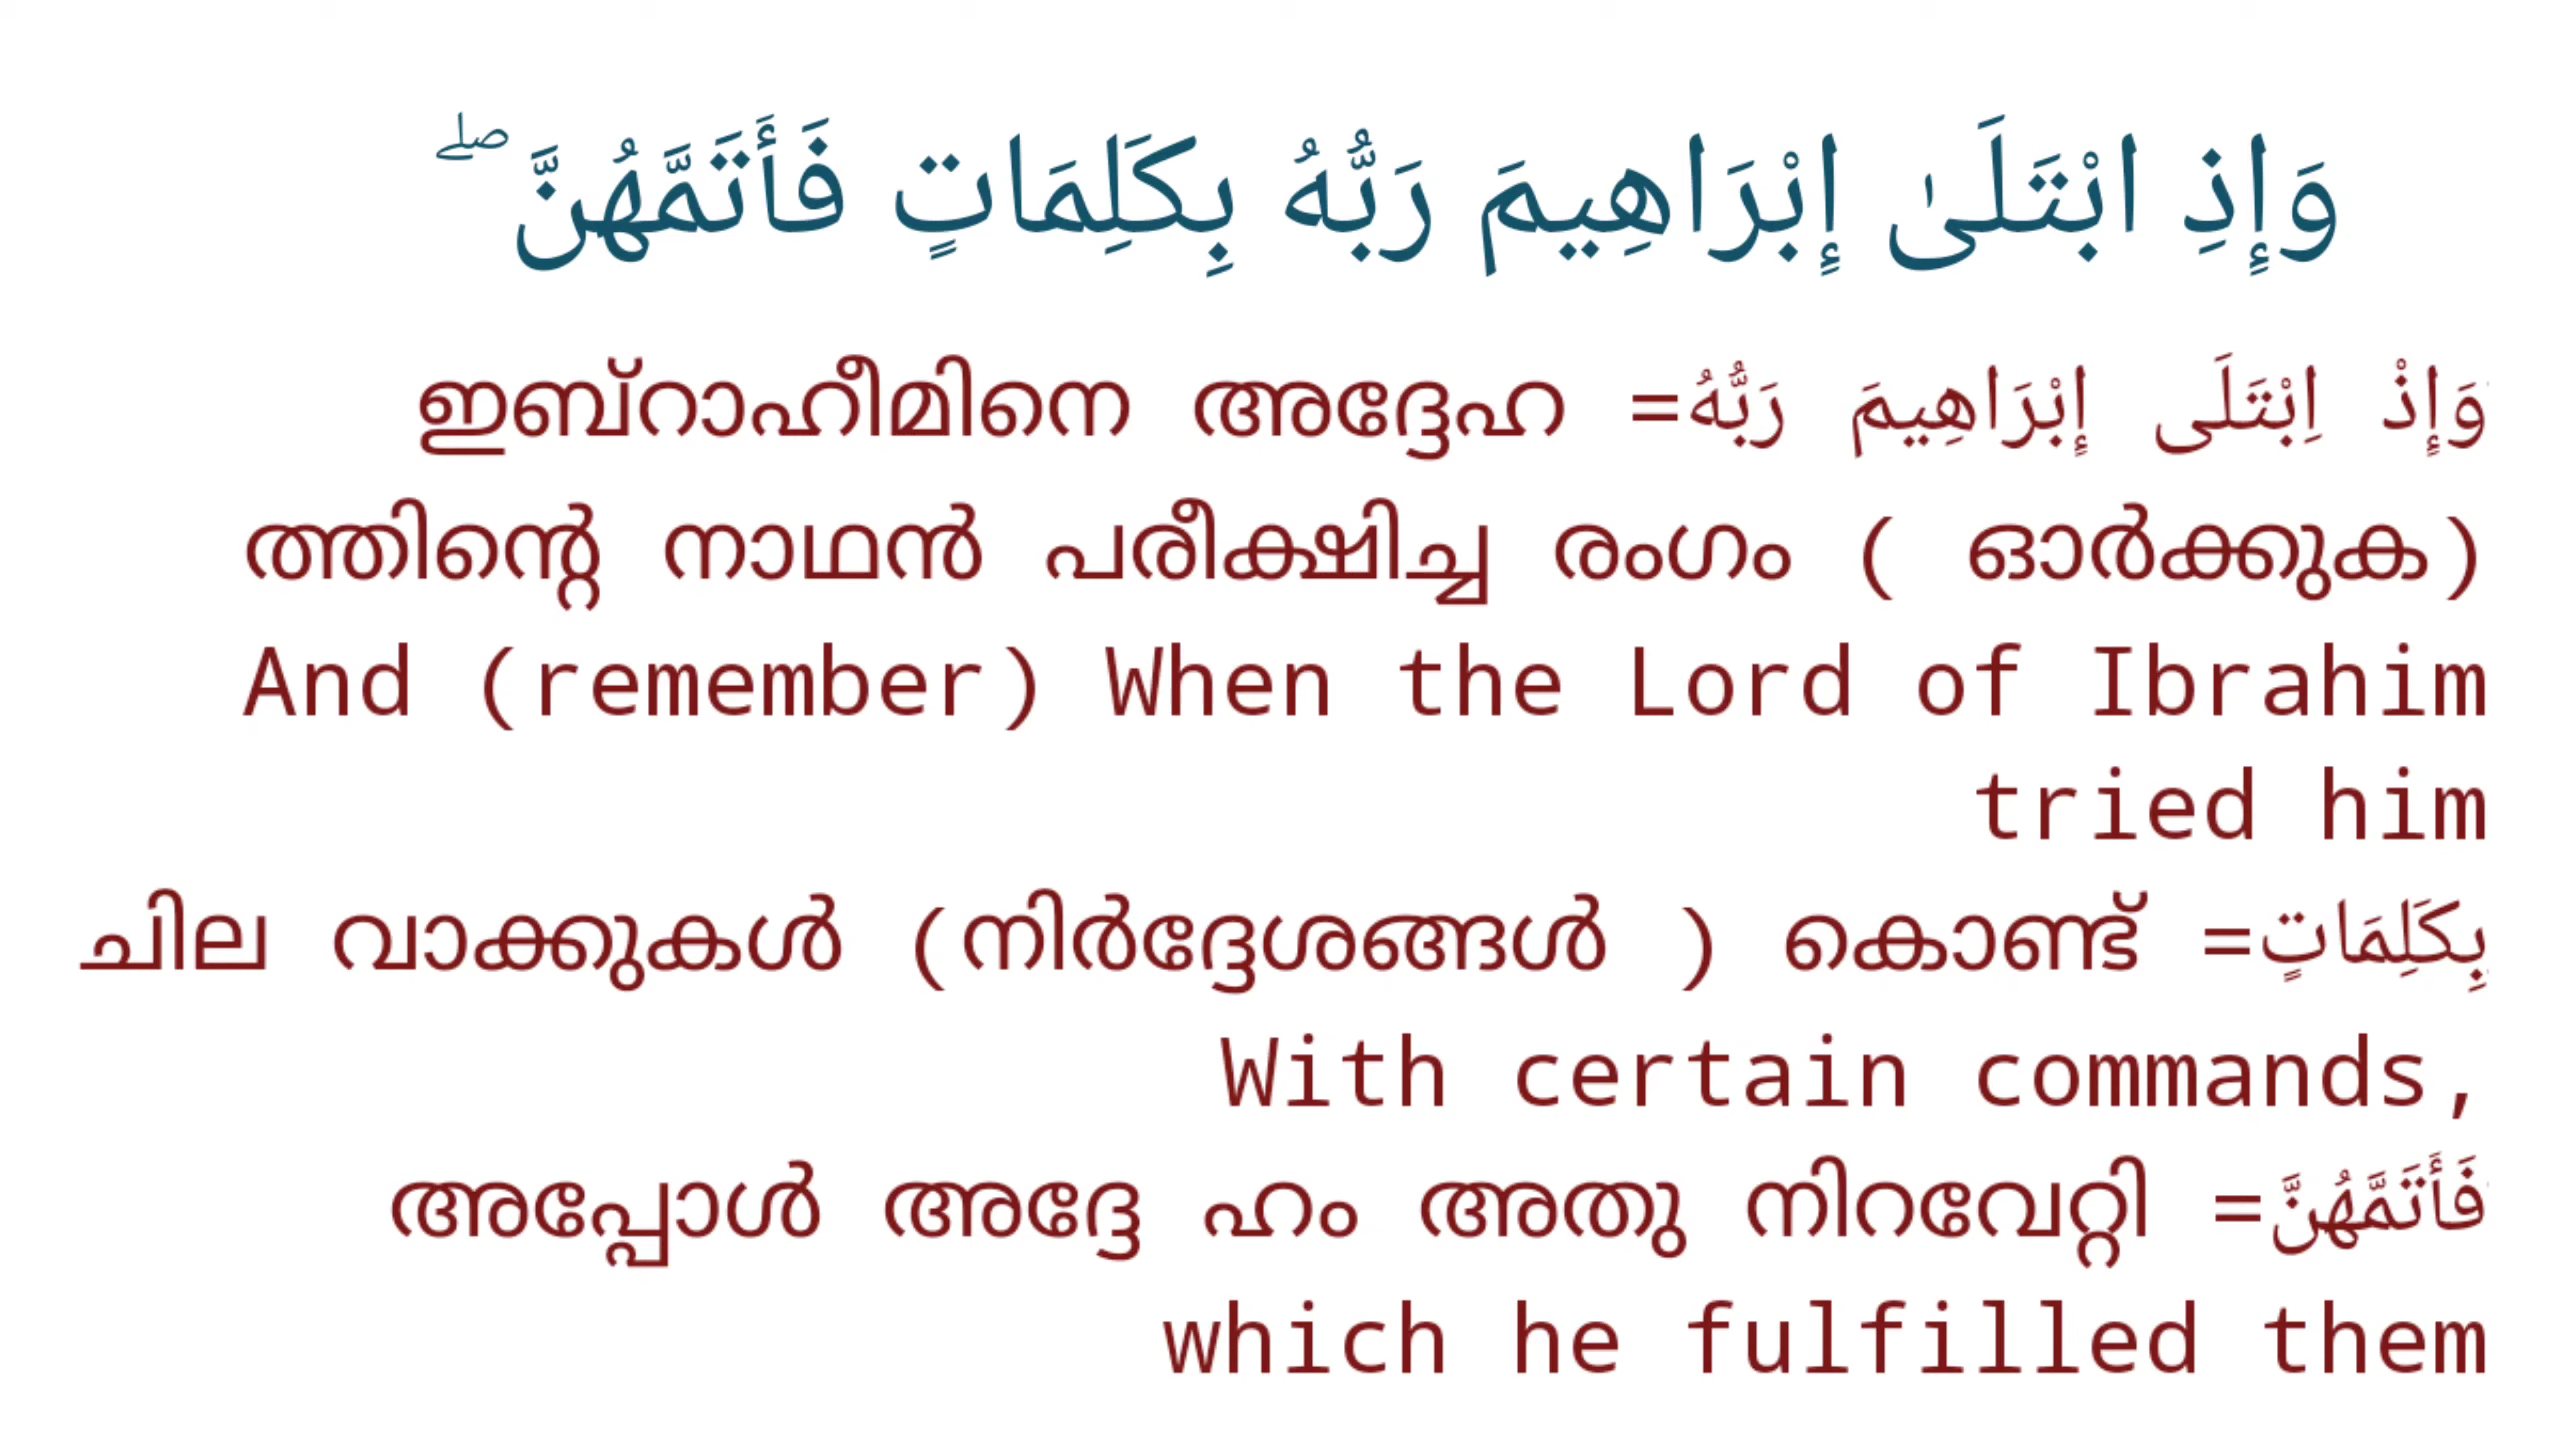 وَإِذِ ابْتَلَىٰ إِبْرَاهِيمَ رَبُّهُ بِكَلِمَاتٍ فَأَتَمَّهُنَّ ۖ
وَإِذْ اِبْتَلَى إِبْرَاهِيمَ رَبُّهُ= ഇബ്റാഹീമിനെ അദ്ദേഹ
ത്തിന്റെ നാഥൻ പരീക്ഷിച്ച രംഗം ( ഓർക്കുക)
And (remember) When the Lord of Ibrahim
tried him
بِكَلِمَاتٍ= ചില വാക്കുകൾ (നിർദ്ദേശങ്ങൾ ) കൊണ്ട്
With certain commands,
فَأَتَمَّهُنَّ= അപ്പോൾ അദ്ദേ ഹം അതു നിറവേറ്റി
which he fulfilled them